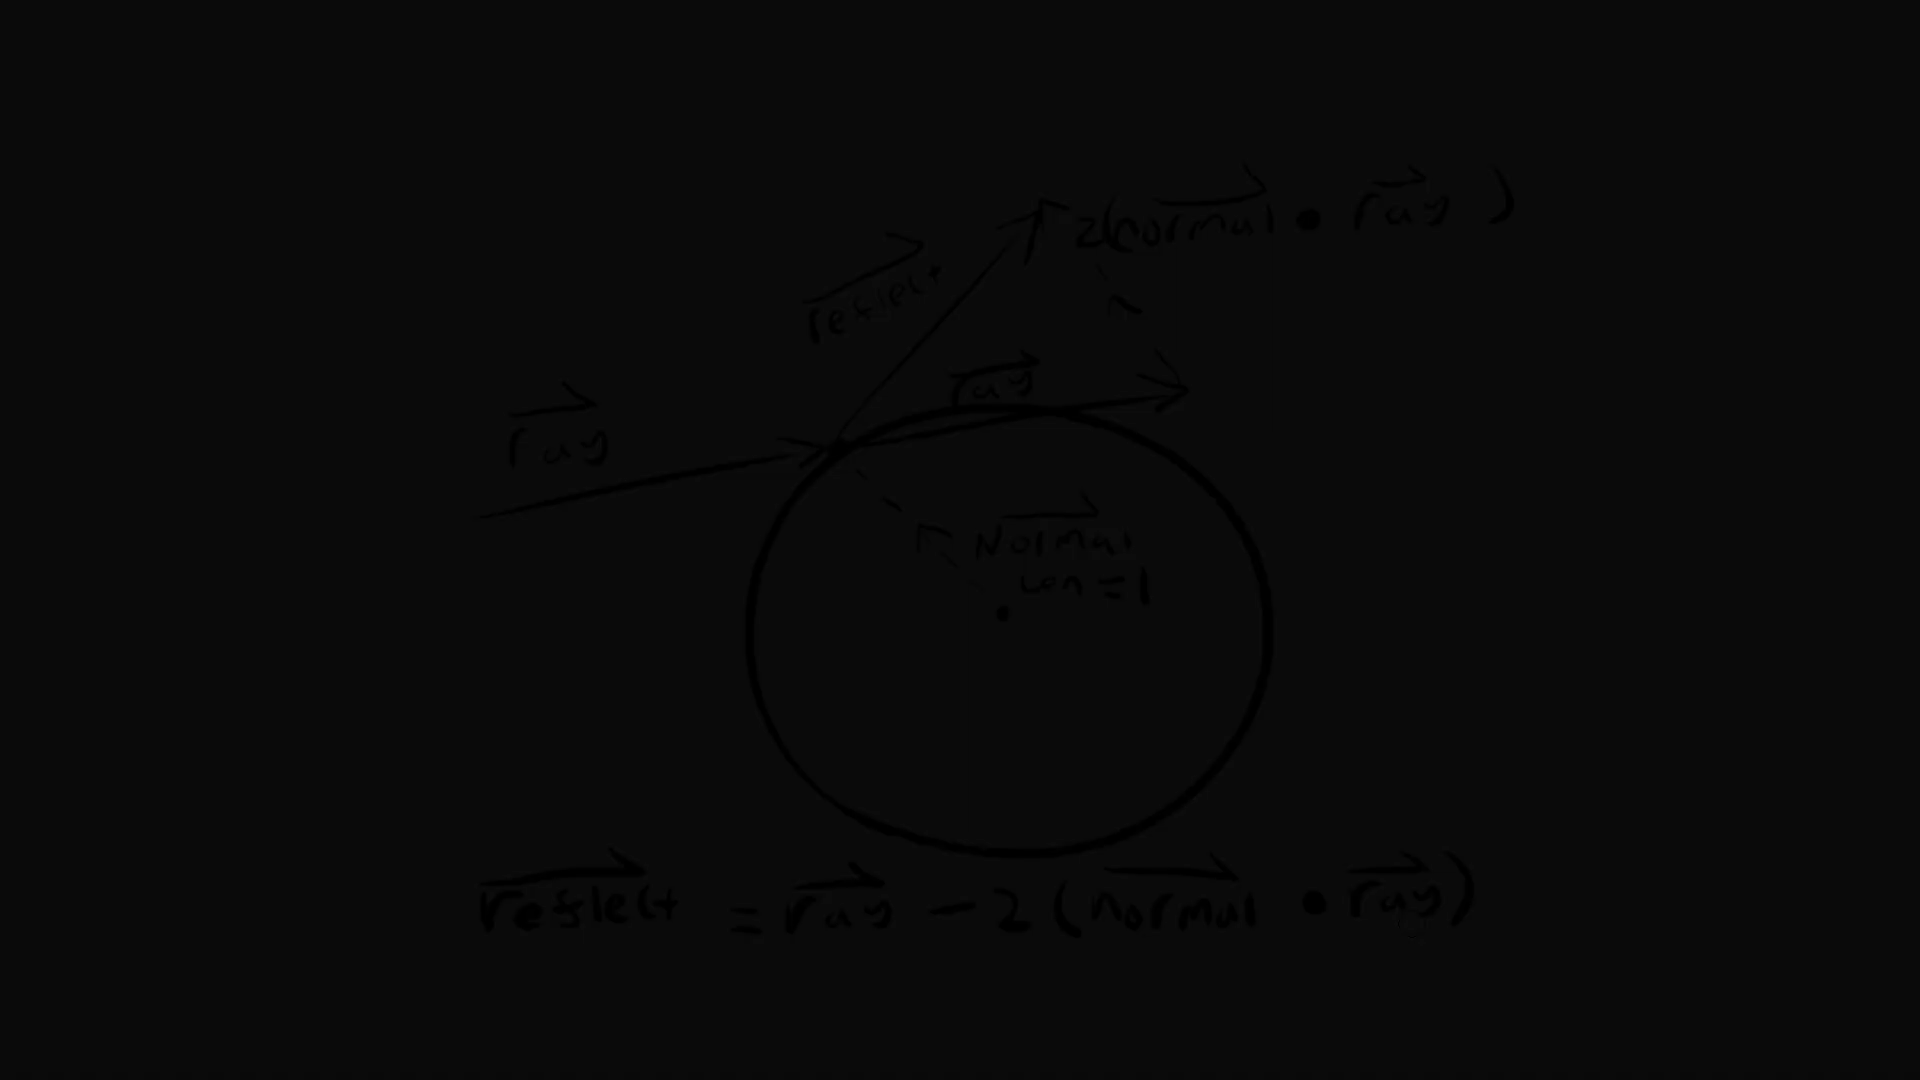 2(normal • ray)
reflect
ray
ray
Normal
Len = 1
reflect = ray - 2 (normal • ray)